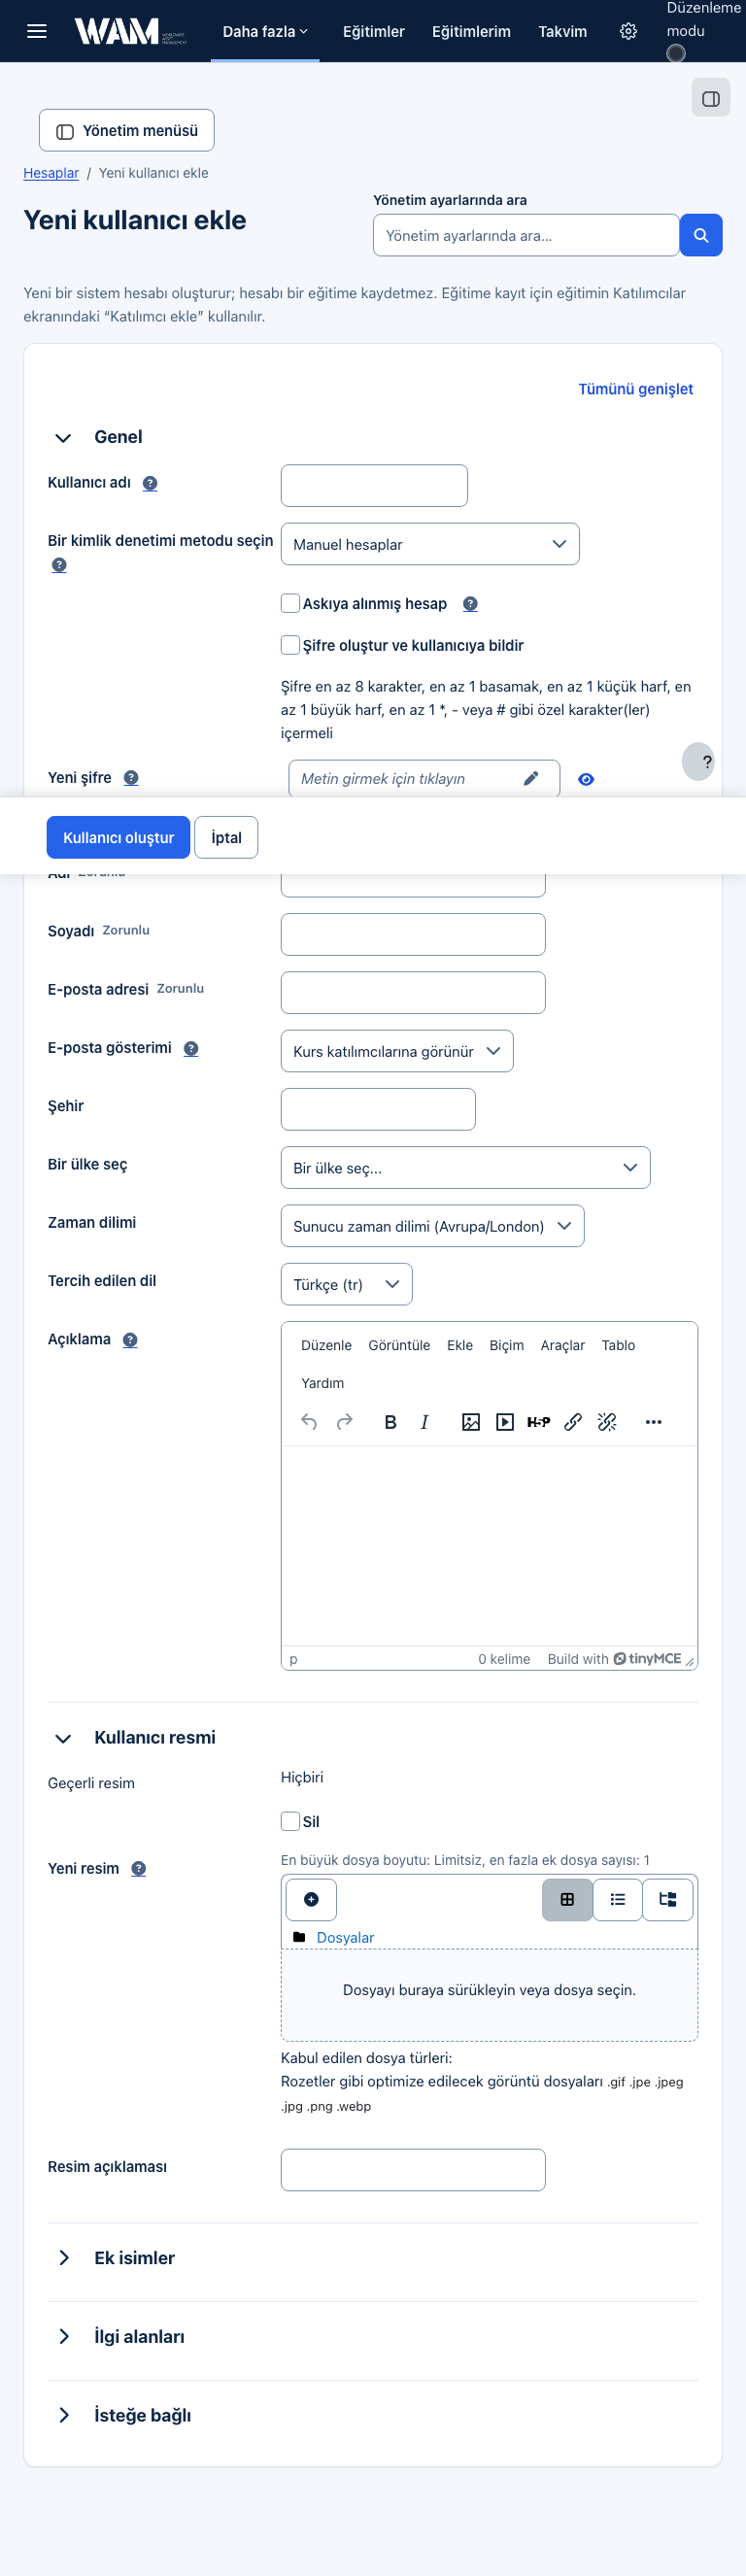 WAM
Daha fazla
Eğitimler
Eğitimlerim
Takvim
Düzenleme
modu
Yönetim menüsü
Hesaplar / Yeni kullanıcı ekle
Yeni kullanıcı ekle
Yönetim ayarlarında ara
Yönetim ayarlarında ara...
Yeni bir sistem hesabı oluşturur; hesabı bir eğitime kaydetmez. Eğitime kayıt için eğitimin Katılımcılar
ekranındaki “Katılımcı ekle” kullanılır.
Tümünü genişlet
Genel
Kullanıcı adı ?
Bir kimlik denetimi metodu seçin
?
Manuel hesaplar
Askıya alınmış hesap ?
Şifre oluştur ve kullanıcıya bildir
Şifre en az 8 karakter, en az 1 basamak, en az 1 küçük harf, en
az 1 büyük harf, en az 1 *, - veya # gibi özel karakter(ler)
içermeli
Yeni şifre ?
Metin girmek için tıklayın
?
Kullanıcı oluştur
İptal
Adı Zorunlu
Soyadı Zorunlu
E-posta adresi Zorunlu
E-posta gösterimi ?
Kurs katılımcılarına görünür
Şehir
Bir ülke seç
Bir ülke seç...
Zaman dilimi
Sunucu zaman dilimi (Avrupa/London)
Tercih edilen dil
Türkçe (tr)
Açıklama ?
Düzenle Görüntüle Ekle Biçim Araçlar Tablo
Yardım
B I H5P
p
0 kelime
Build with tinyMCE
Kullanıcı resmi
Geçerli resim
Hiçbiri
Sil
Yeni resim ?
En büyük dosya boyutu: Limitsiz, en fazla ek dosya sayısı: 1
Dosyalar
Dosyayı buraya sürükleyin veya dosya seçin.
Kabul edilen dosya türleri:
Rozetler gibi optimize edilecek görüntü dosyaları .gif .jpe .jpeg
.jpg .png .webp
Resim açıklaması
Ek isimler
İlgi alanları
İsteğe bağlı